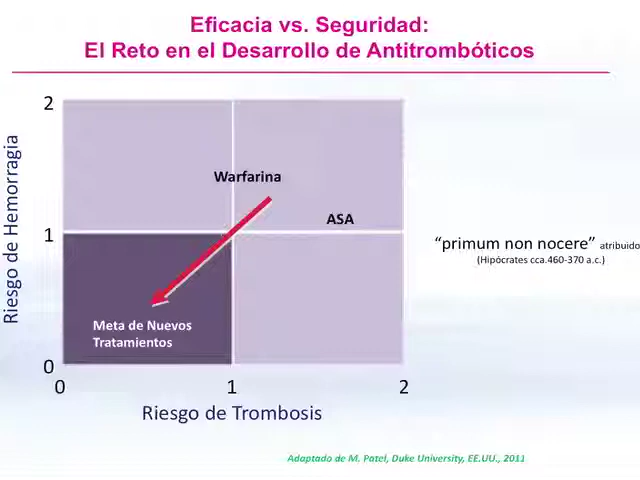 Eficacia vs. Seguridad:
El Reto en el Desarrollo de Antitrombóticos
2
Riesgo de Hemorragia
Warfarina
ASA
1
"primum non nocere" atribuido
(Hipócrates cca.460-370 a.c.)
Meta de Nuevos
Tratamientos
0
0 1 2
Riesgo de Trombosis
Adaptado de M. Patel, Duke University, EE.UU., 2011